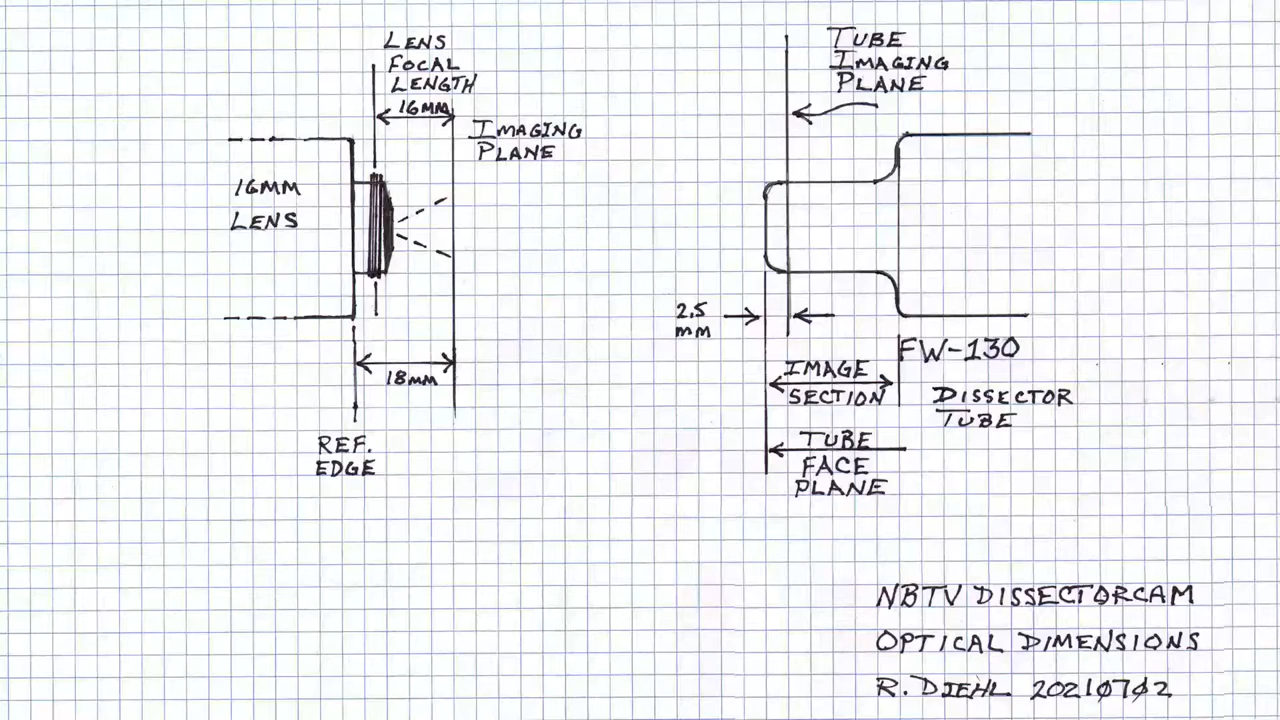 LENS
FOCAL
LENGTH
16MM
IMAGING
PLANE
16MM
LENS
18MM
REF.
EDGE
TUBE
IMAGING
PLANE
2.5
MM
FW-130
IMAGE
SECTION
DISSECTOR
TUBE
TUBE
FACE
PLANE
NBTV DISSECTORCAM
OPTICAL DIMENSIONS
R. DIEHL 20210702